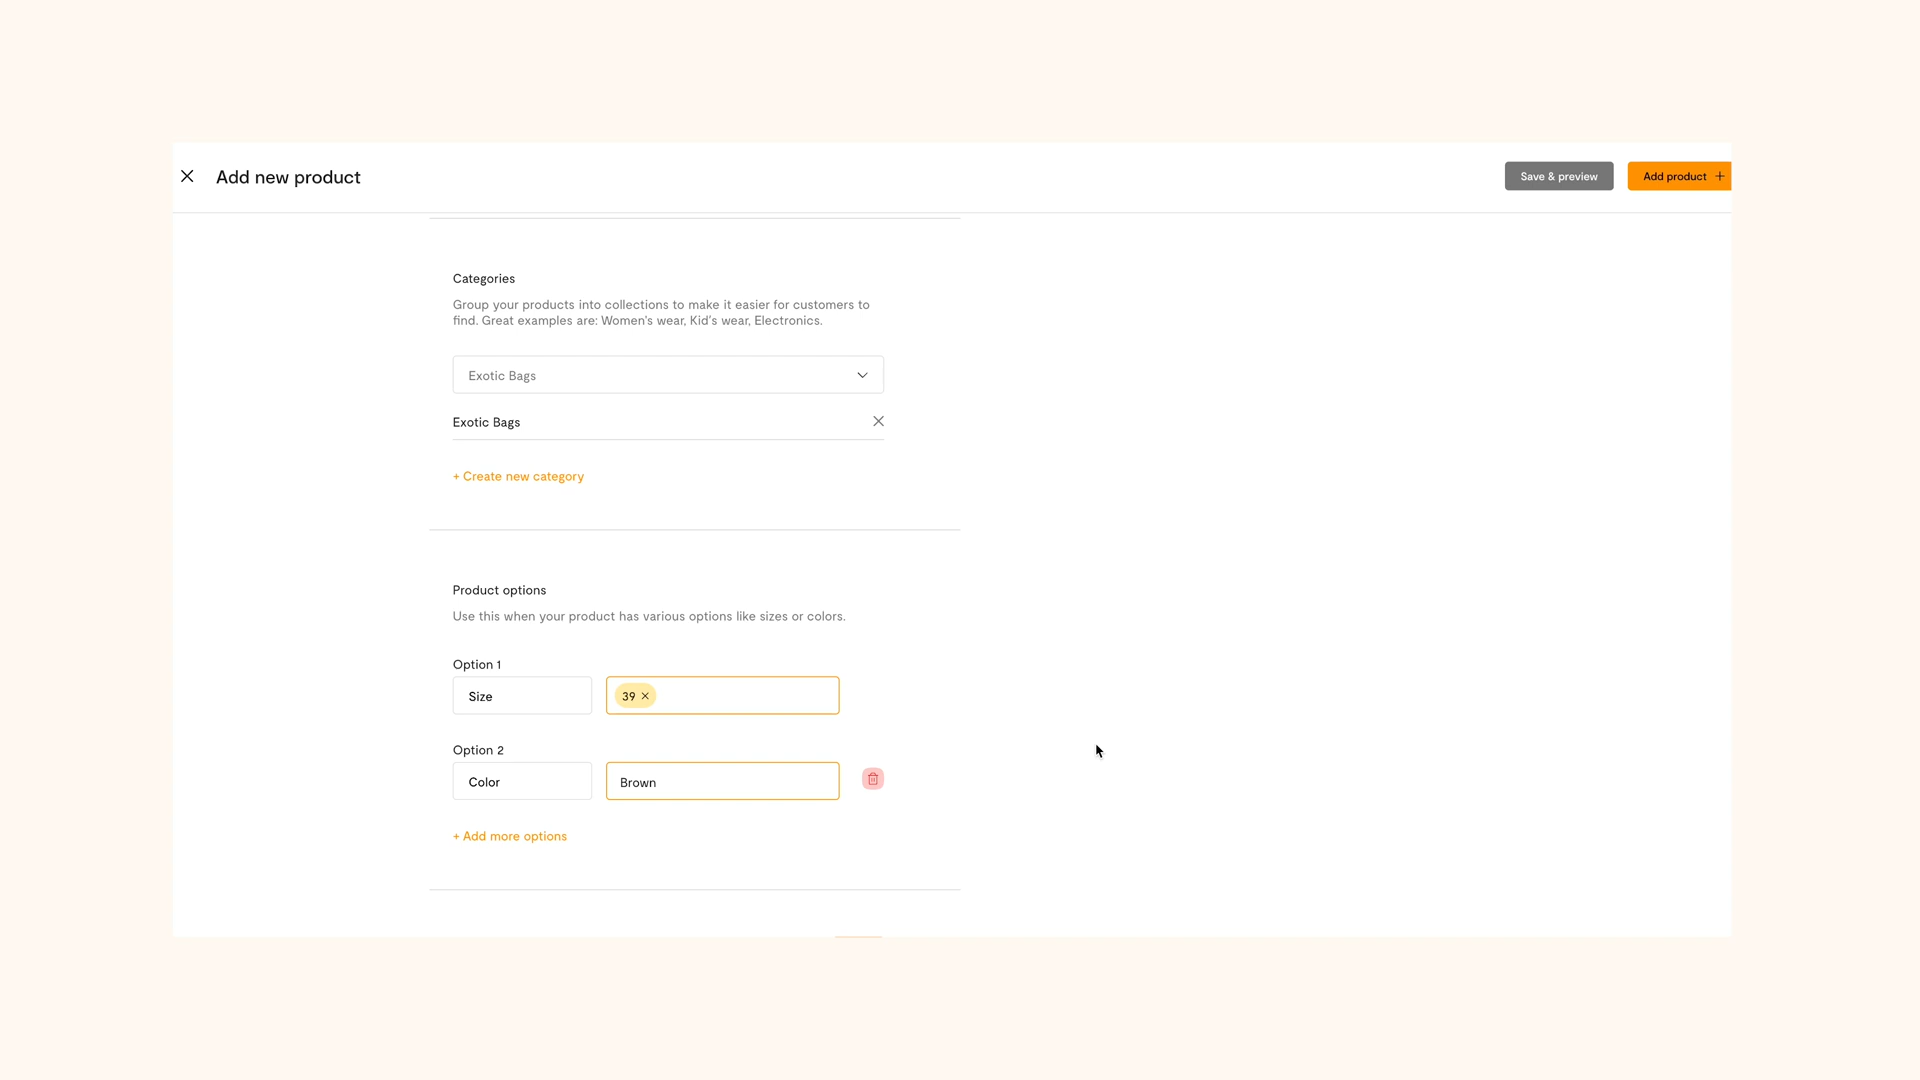 Add new product
Save & preview
Add product +
Categories
Group your products into collections to make it easier for customers to
find. Great examples are: Women's wear, Kid's wear, Electronics.
Exotic Bags
Exotic Bags
+ Create new category
Product options
Use this when your product has various options like sizes or colors.
Option 1
Size
39
Option 2
Color
Brown
+ Add more options